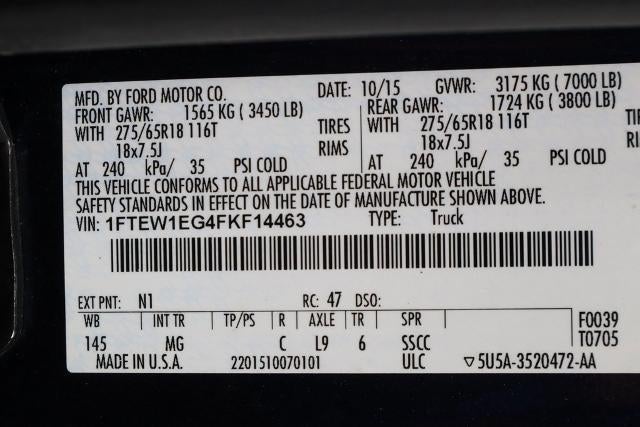 MFD. BY FORD MOTOR CO. DATE: 10/15 GVWR: 3175 KG ( 7000 LB)
FRONT GAWR: 1565 KG ( 3450 LB) REAR GAWR: 1724 KG ( 3800 LB)
WITH 275/65R18 116T TIRES WITH 275/65R18 116T TIRE
18x7.5J RIMS 18x7.5J RIM
AT 240 kPa/ 35 PSI COLD AT 240 kPa/ 35 PSI COLD
THIS VEHICLE CONFORMS TO ALL APPLICABLE FEDERAL MOTOR VEHICLE
SAFETY STANDARDS IN EFFECT ON THE DATE OF MANUFACTURE SHOWN ABOVE.
VIN: 1FTEW1EG4FKF14463 TYPE: Truck
EXT PNT: N1 RC: 47 DSO:
WB INT TR TP/PS R AXLE TR SPR F0039
145 MG C L9 6 SSCC T0705
MADE IN U.S.A. 2201510070101 ULC ▽5U5A-3520472-AA